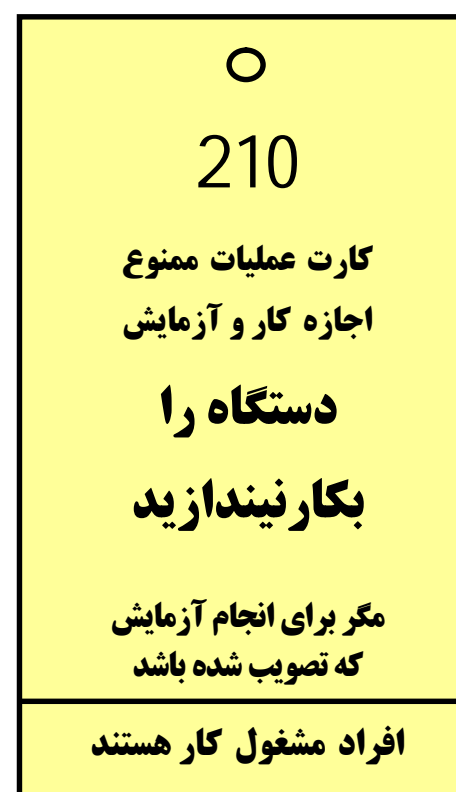 210
کارت عملیات ممنوع
اجازه کار و آزمایش
دستگاه را
بکارنیندازید
مگر برای انجام آزمایش
که تصویب شده باشد
افراد مشغول کار هستند